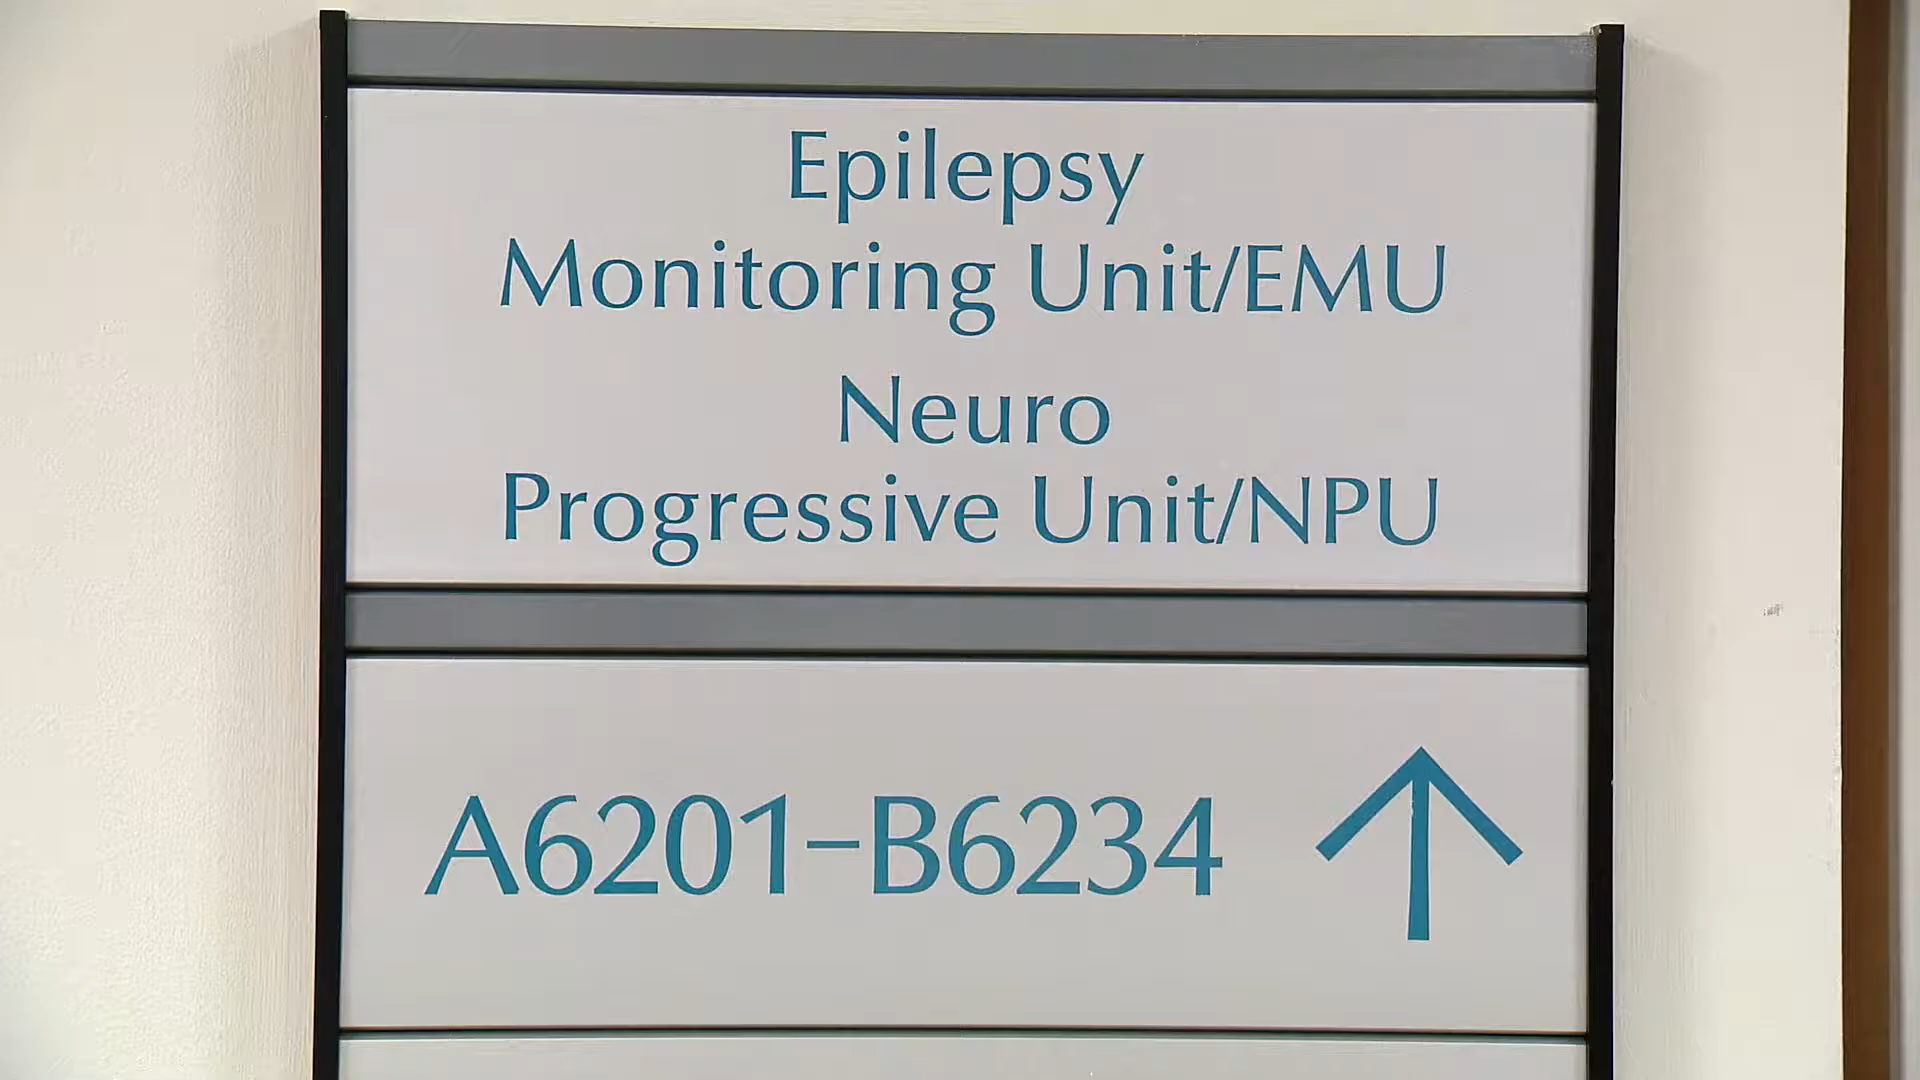 Epilepsy
Monitoring Unit/EMU
Neuro
Progressive Unit/NPU
A6201-B6234